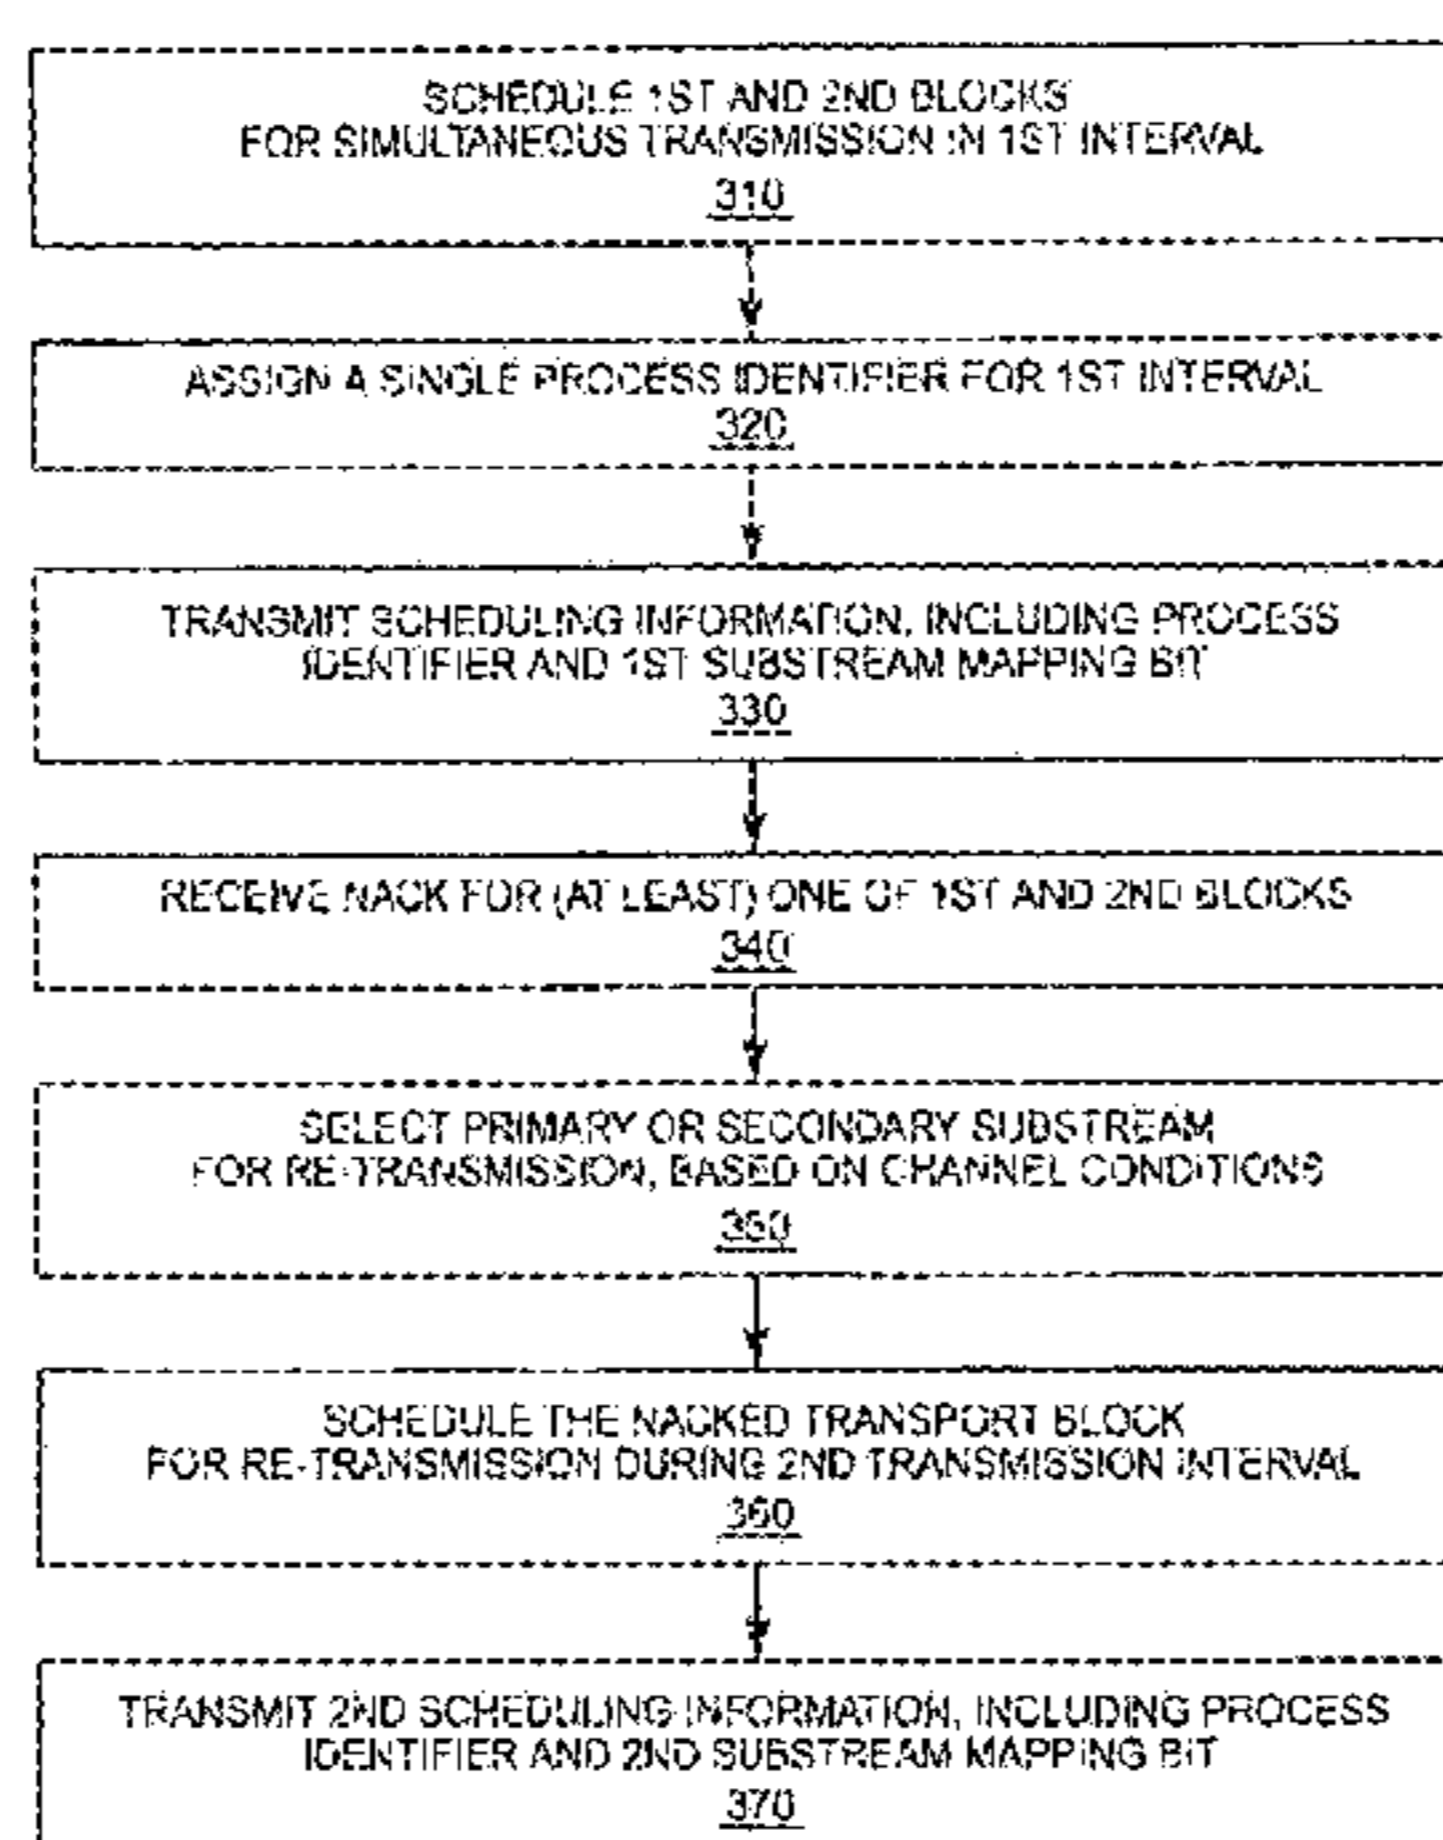 SCHEDULE 1ST AND 2ND BLOCKS
FOR SIMULTANEOUS TRANSMISSION IN 1ST INTERVAL
310
ASSIGN A SINGLE PROCESS IDENTIFIER FOR 1ST INTERVAL
320
TRANSMIT SCHEDULING INFORMATION, INCLUDING PROCESS
IDENTIFIER AND 1ST SUBSTREAM MAPPING BIT
330
RECEIVE NACK FOR (AT LEAST) ONE OF 1ST AND 2ND BLOCKS
340
SELECT PRIMARY OR SECONDARY SUBSTREAM
FOR RE-TRANSMISSION, BASED ON CHANNEL CONDITIONS
350
SCHEDULE THE NACKED TRANSPORT BLOCK
FOR RE-TRANSMISSION DURING 2ND TRANSMISSION INTERVAL
360
TRANSMIT 2ND SCHEDULING INFORMATION, INCLUDING PROCESS
IDENTIFIER AND 2ND SUBSTREAM MAPPING BIT
370